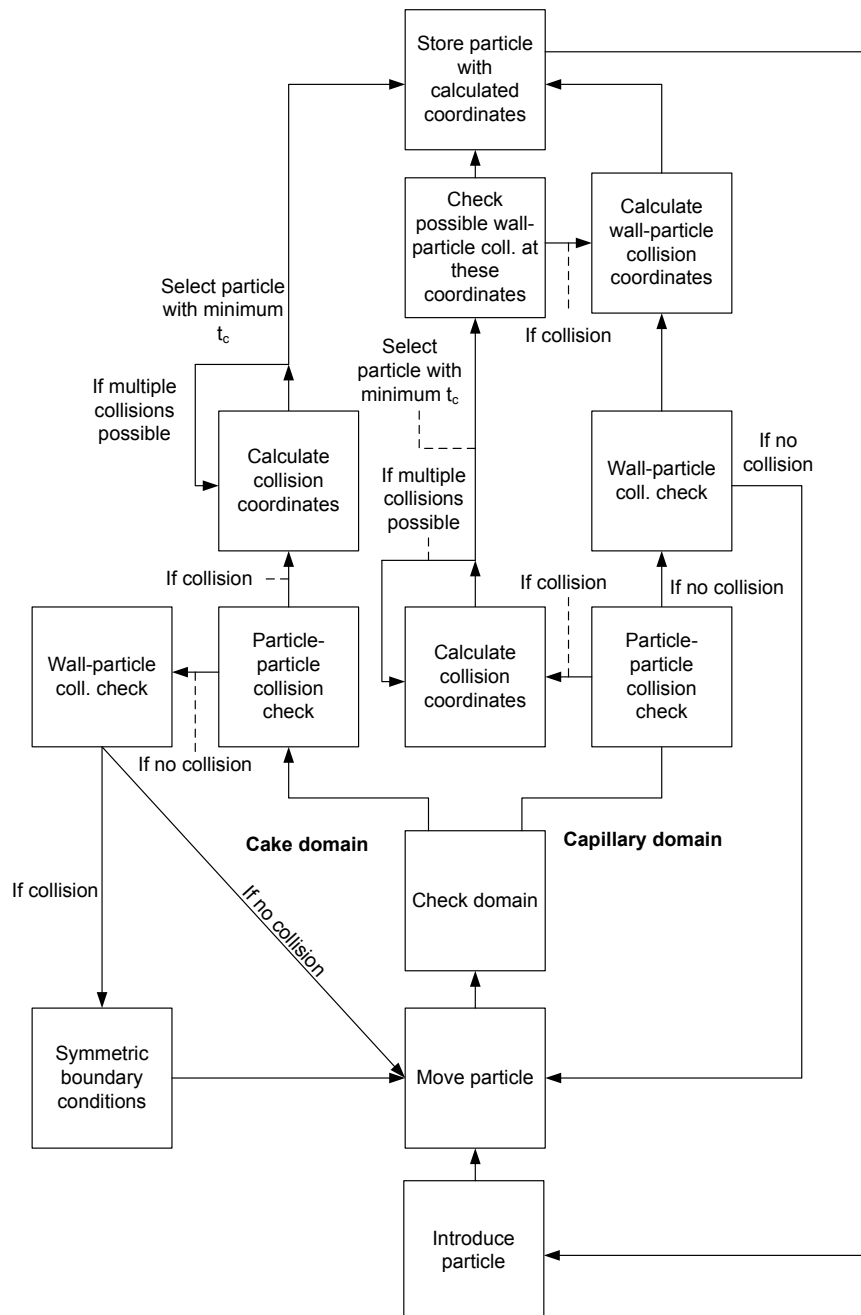 Store particle
with
calculated
coordinates
Check
possible wall-
particle coll. at
these
coordinates
Calculate
wall-particle
collision
coordinates
Select particle
with minimum
tc
If collision
Select
particle with
minimum tc
If multiple
collisions
possible
Calculate
collision
coordinates
If multiple
collisions
possible
Wall-particle
coll. check
If no
collision
If collision
If collision
If no collision
Wall-particle
coll. check
Particle-
particle
collision
check
Calculate
collision
coordinates
Particle-
particle
collision
check
If no collision
Cake domain
Capillary domain
Check domain
If collision
If no collision
Symmetric
boundary
conditions
Move particle
Introduce
particle